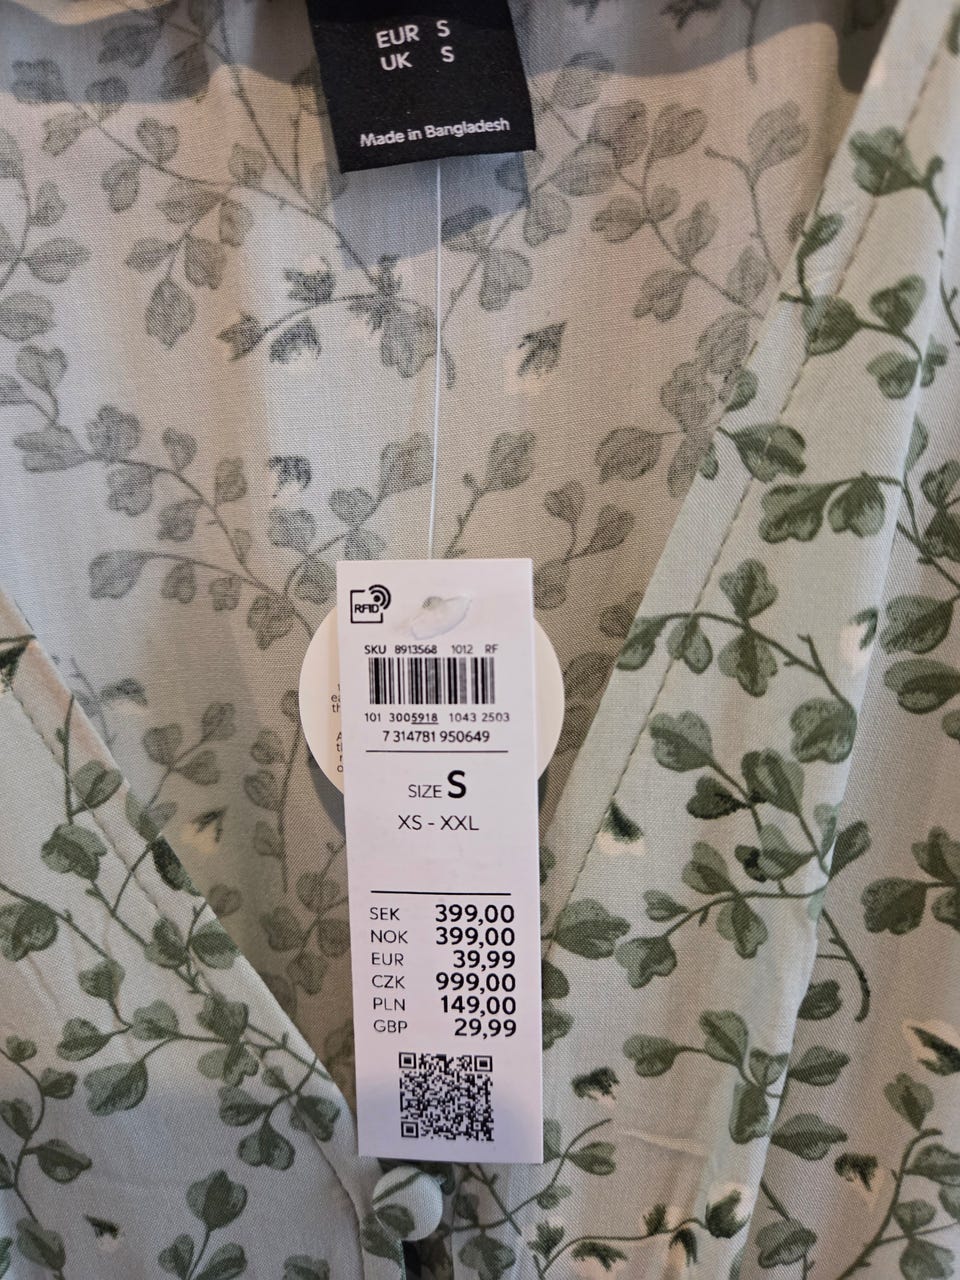 EUR S
UK S
Made in Bangladesh
RFID
SKU 8913568 1012 RF
101 3005918 1043 2503
7 314781 950649
SIZE S
XS - XXL
SEK 399,00
NOK 399,00
EUR 39,99
CZK 999,00
PLN 149,00
GBP 29,99